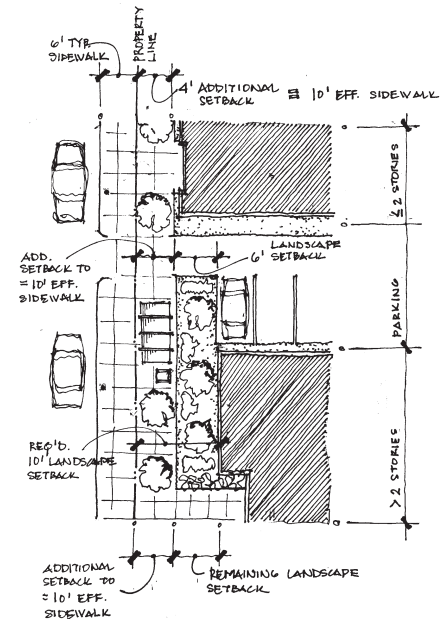 6' TYP.
SIDEWALK
PROPERTY
LINE
4' ADDITIONAL
SETBACK
= 10' EFF. SIDEWALK
≤ 2 STORIES
ADD.
SETBACK TO
= 10' EFF.
SIDEWALK
LANDSCAPE
6' SETBACK
PARKING
REQ'D.
10' LANDSCAPE
SETBACK
> 2 STORIES
ADDITIONAL
SETBACK TO
= 10' EFF.
SIDEWALK
REMAINING LANDSCAPE
SETBACK